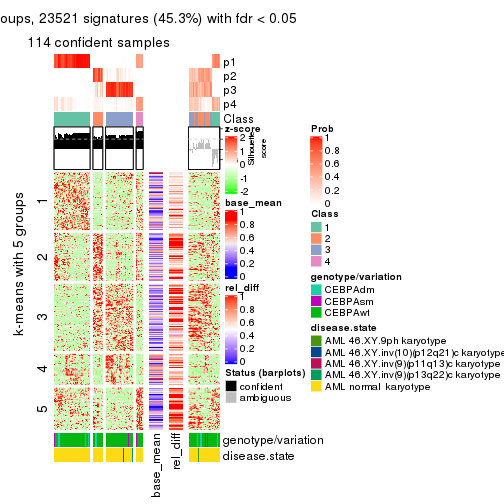 oups, 23521 signatures (45.3%) with fdr < 0.05
114 confident samples
p1
p2
p3
p4
Class
Silhouette
score
k-means with 5 groups
1
2
3
4
5
genotype/variation
disease.state
base_mean
rel_diff
z-score
2
1
0
-1
-2
base_mean
1
0.8
0.6
0.4
0.2
0
rel_diff
1
0.8
0.6
0.4
0.2
0
Status (barplots)
confident
ambiguous
Prob
1
0.8
0.6
0.4
0.2
0
Class
1
2
3
4
genotype/variation
CEBPAdm
CEBPAsm
CEBPAwt
disease.state
AML 46.XY.9ph karyotype
AML 46.XY.inv(10)(p12q21)c karyotype
AML 46.XY.inv(9)(p11q13)c karyotype
AML 46.XY.inv(9)(p13q22)c karyotype
AML normal karyotype